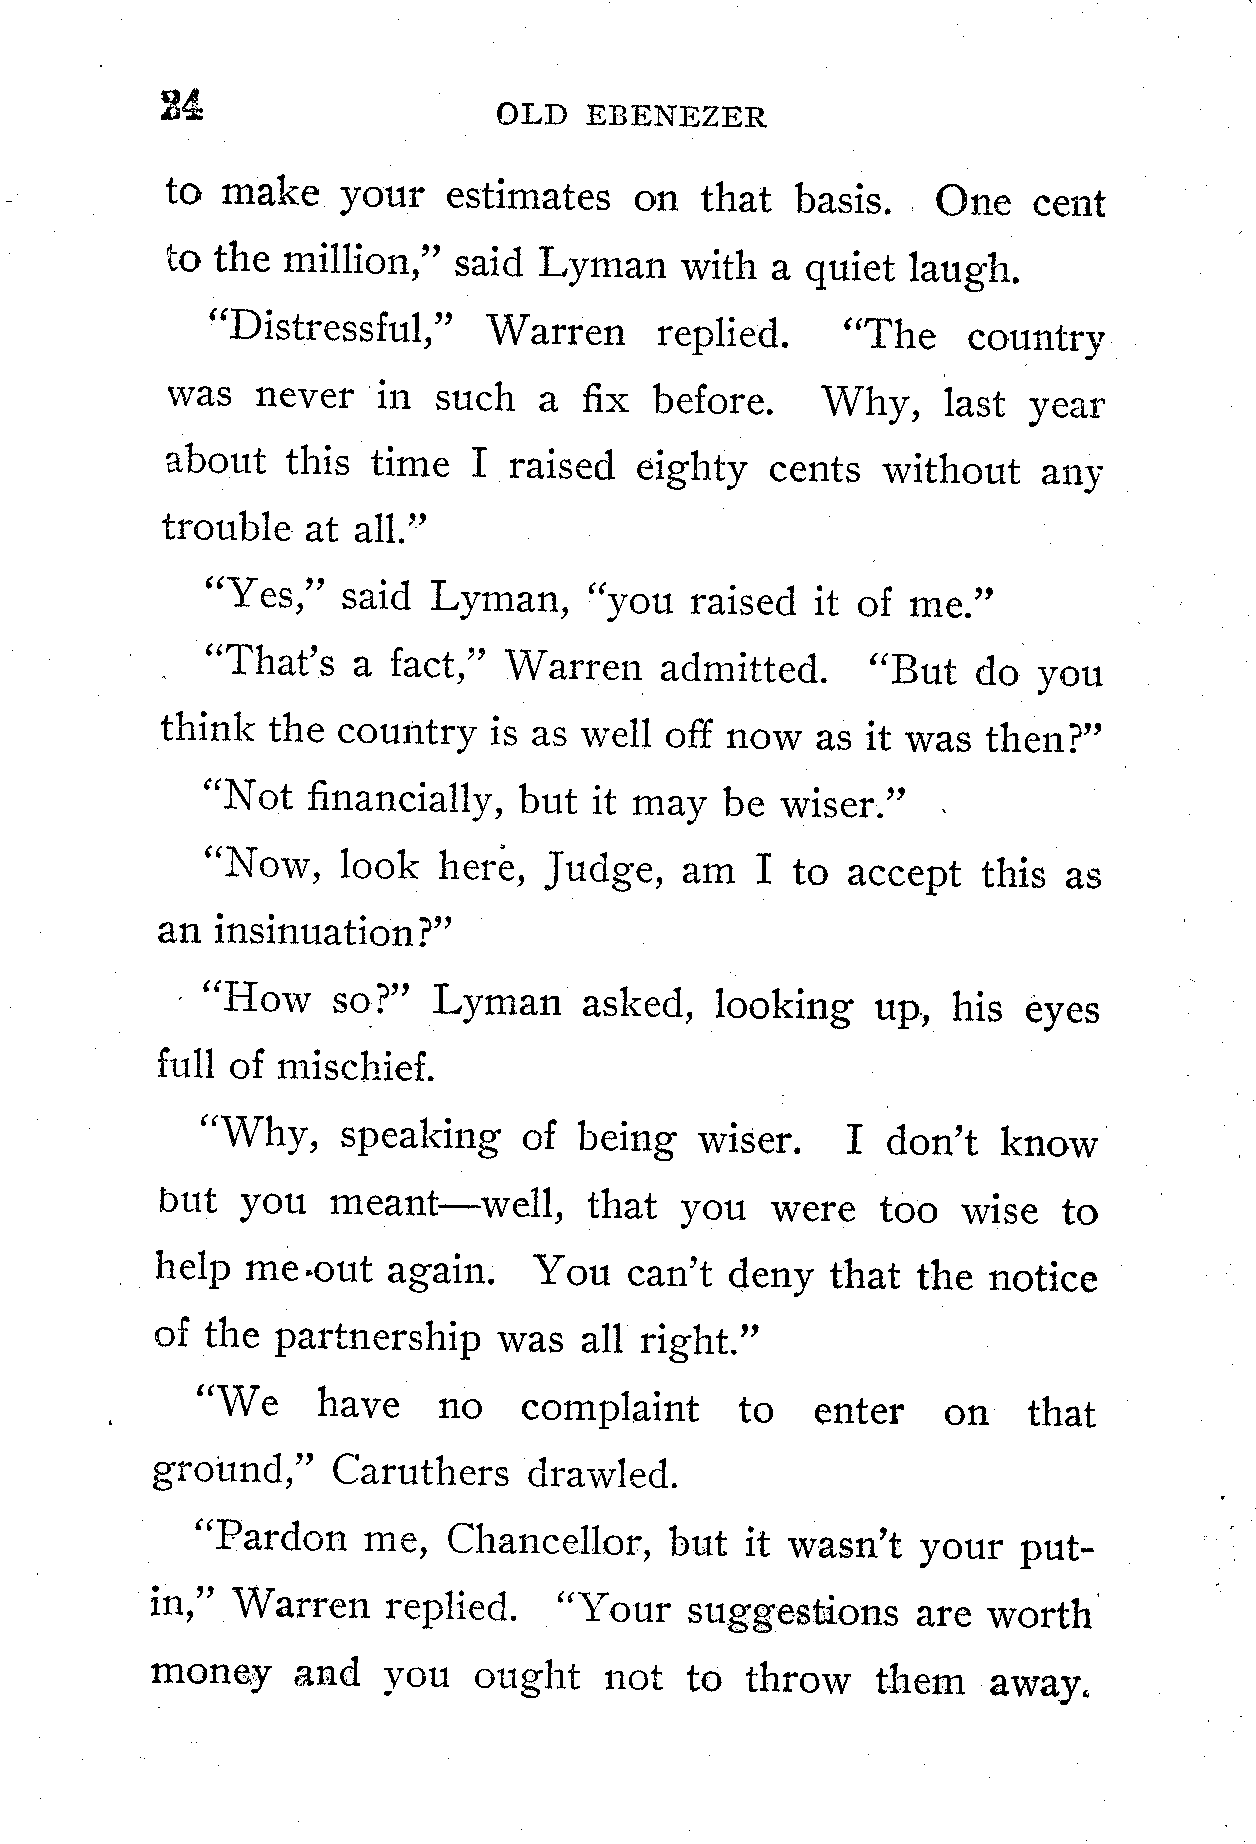 24
OLD EBENEZER
to make your estimates on that basis. One cent
to the million,” said Lyman with a quiet laugh.
“Distressful,” Warren replied. “The country
was never in such a fix before. Why, last year
about this time I raised eighty cents without any
trouble at all.”
“Yes,” said Lyman, “you raised it of me.”
“That’s a fact,” Warren admitted. “But do you
think the country is as well off now as it was then?”
“Not financially, but it may be wiser.”
“Now, look here, Judge, am I to accept this as
an insinuation?”
“How so?” Lyman asked, looking up, his eyes
full of mischief.
“Why, speaking of being wiser. I don’t know
but you meant—well, that you were too wise to
help me out again. You can’t deny that the notice
of the partnership was all right.”
“We have no complaint to enter on that
ground,” Caruthers drawled.
“Pardon me, Chancellor, but it wasn’t your put-
in,” Warren replied. “Your suggestions are worth
money and you ought not to throw them away.